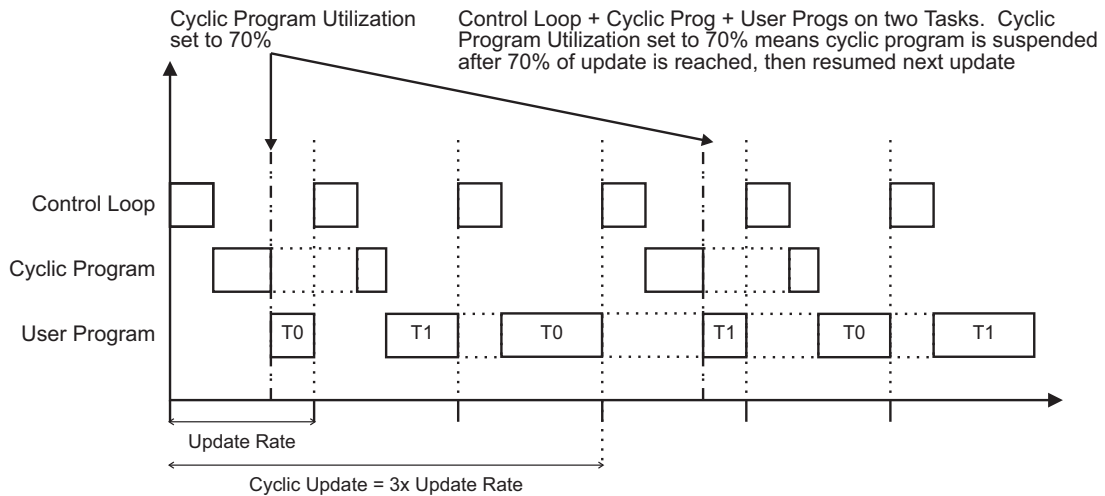 Cyclic Program Utilization
set to 70%
Control Loop + Cyclic Prog + User Progs on two Tasks.  Cyclic
Program Utilization set to 70% means cyclic program is suspended
after 70% of update is reached, then resumed next update
Control Loop
Cyclic Program
User Program
T0
T1
T0
T1
T0
T1
Update Rate
Cyclic Update = 3x Update Rate